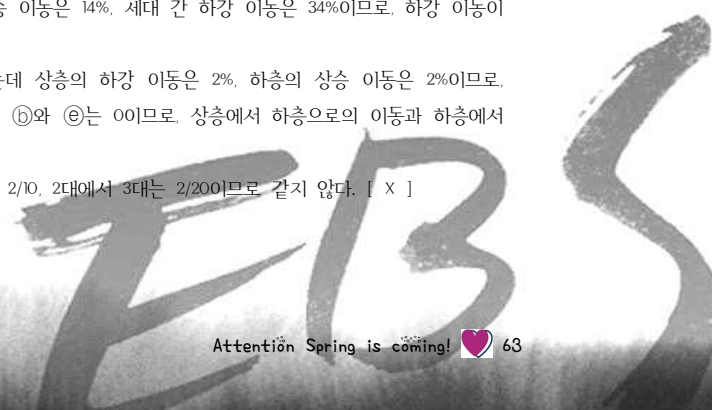 이동은 14%, 세대 간 하강 이동은 34%이므로, 하강 이동이
데 상층의 하강 이동은 2%, 하층의 상승 이동은 2%이므로,
ⓑ와 ⓔ는 0이므로, 상층에서 하층으로의 이동과 하층에서
2/10, 2대에서 3대는 2/20이므로 같지 않다. [ X ]
EBS
Attention Spring is coming! 63